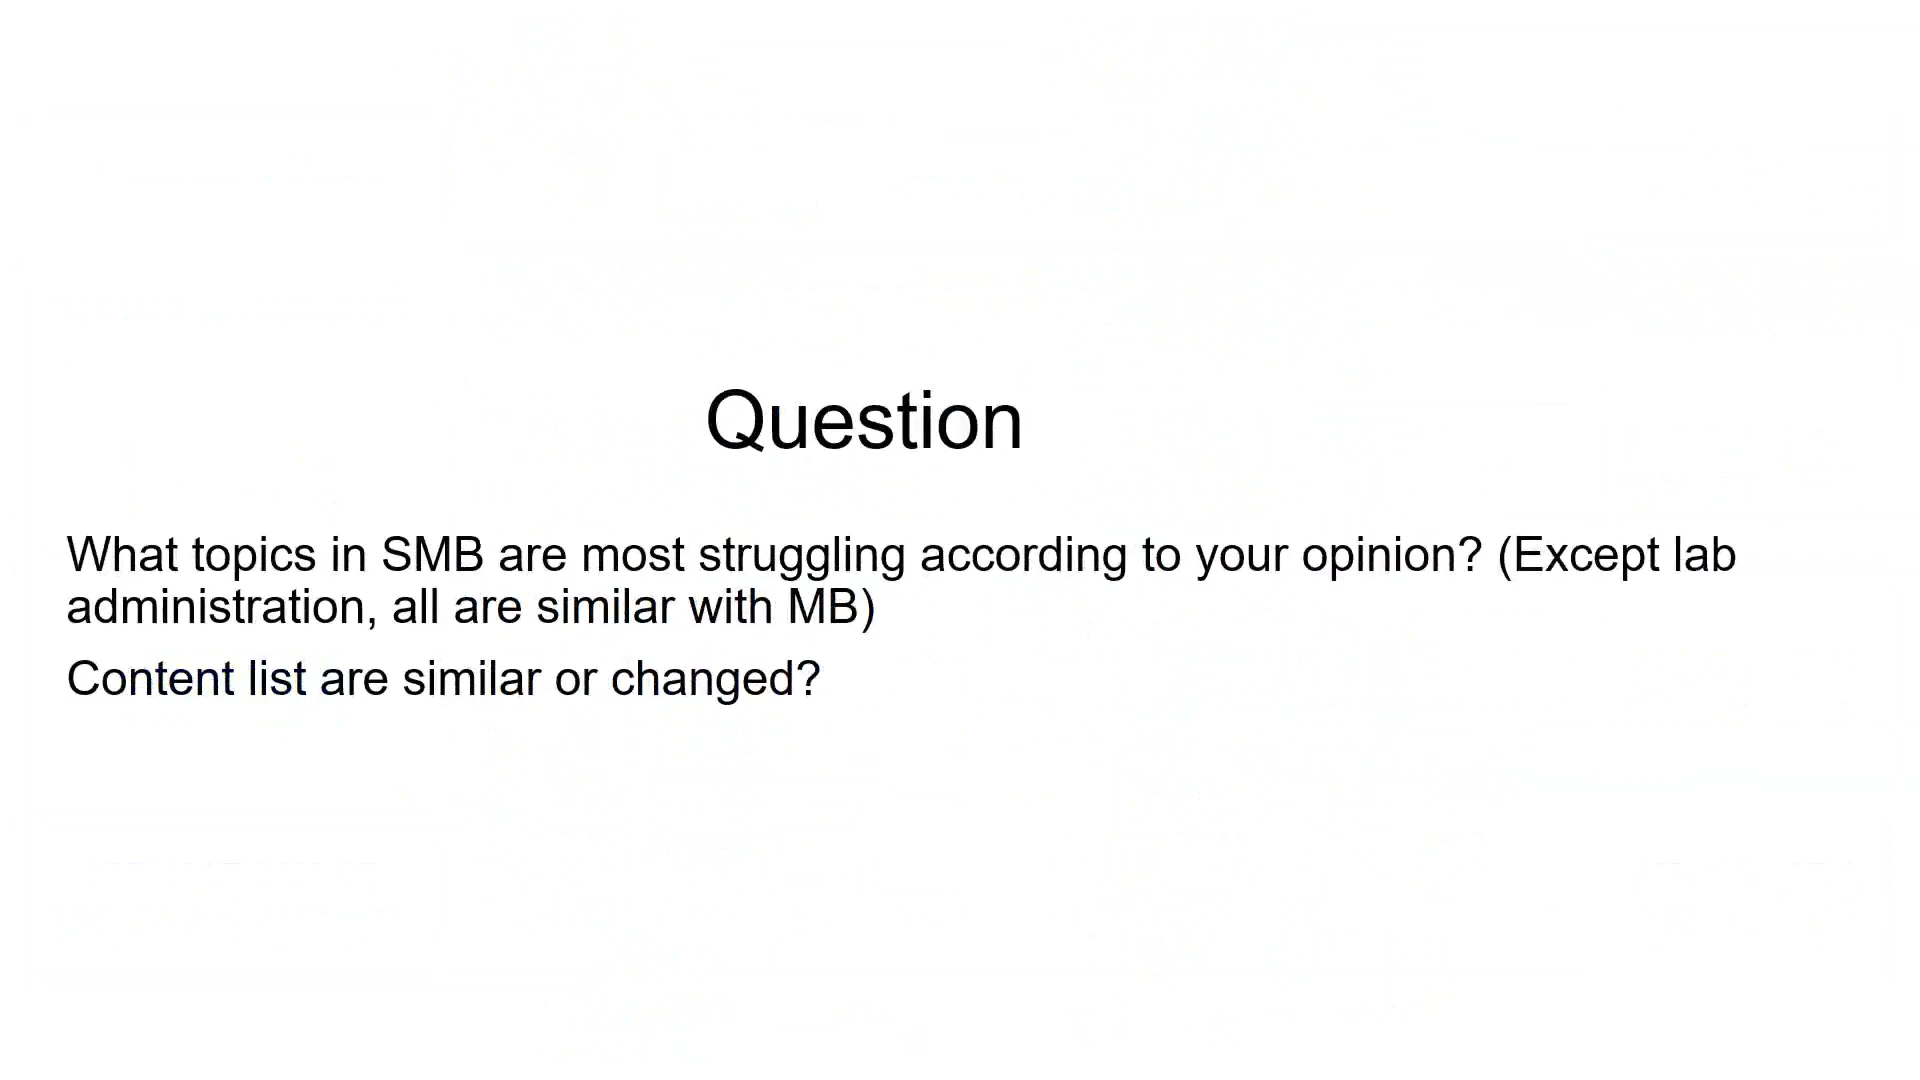 Question
What topics in SMB are most struggling according to your opinion? (Except lab
administration, all are similar with MB)
Content list are similar or changed?